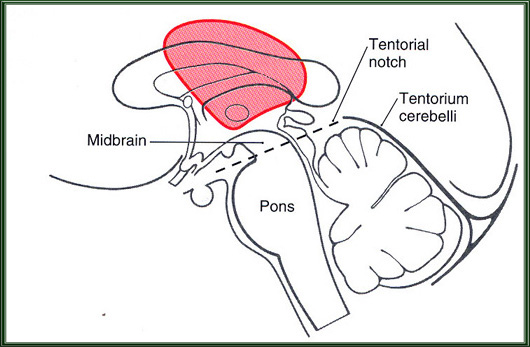 Tentorial
notch
Tentorium
cerebelli
Midbrain
Pons